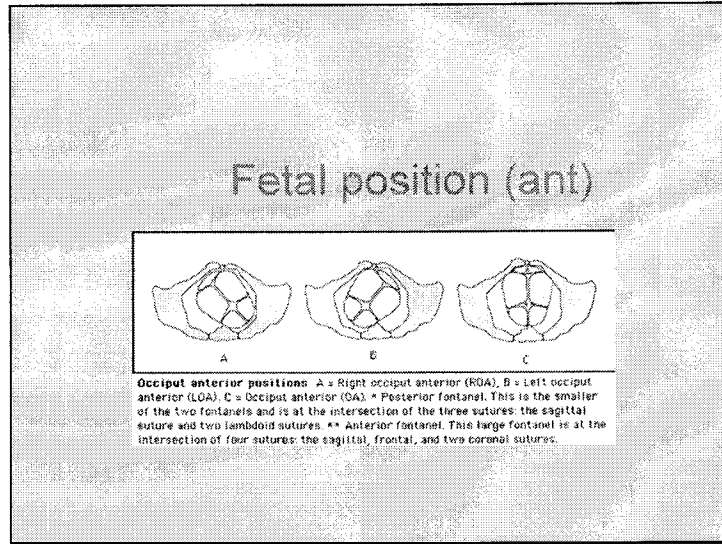 Fetal position (ant)
A
B
C
Occiput anterior positions A = Right occiput anterior (ROA), B = Left occiput
anterior (LOA), C = Occiput anterior (OA). * Posterior fontanel. This is the smaller
of the two fontanels and is at the intersection of the three sutures: the sagittal
suture and two lambdoid sutures. ** Anterior fontanel. This large fontanel is at the
intersection of four sutures: the sagittal, frontal, and two coronal sutures.